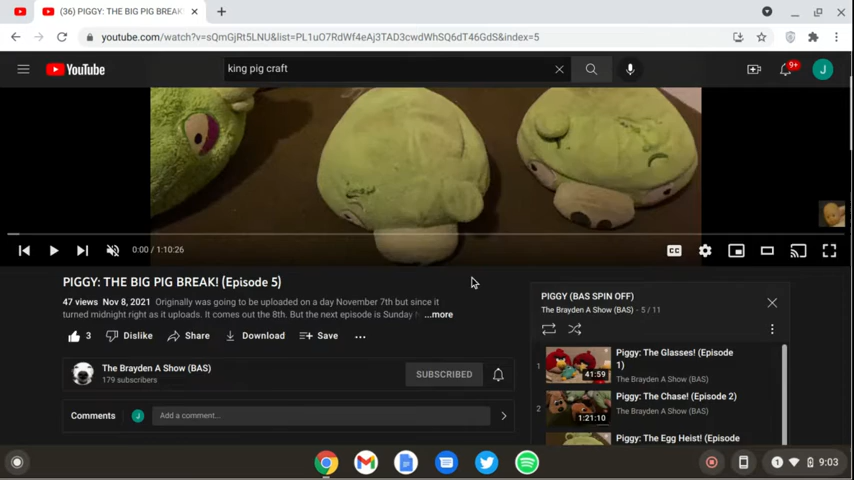 (36) PIGGY: THE BIG PIG BREAK!
youtube.com/watch?v=sQmGjRt5LNU&list=PL1uO7RdWf4eAj3TAD3cwdWhSQ6dT46GdS&index=5
YouTube
king pig craft
9+
J
0:00 / 1:10:26
CC
PIGGY: THE BIG PIG BREAK! (Episode 5)
47 views Nov 8, 2021 Originally was going to be uploaded on a day November 7th but since it
turned midnight right as it uploads. It comes out the 8th. But the next episode is Sunday
...more
3
Dislike
Share
Download
Save
The Brayden A Show (BAS)
179 subscribers
SUBSCRIBED
Comments
J
Add a comment...
PIGGY (BAS SPIN OFF)
The Brayden A Show (BAS) - 5 / 11
1
41:59
Piggy: The Glasses! (Episode
1)
The Brayden A Show (BAS)
2
1:21:10
Piggy: The Chase! (Episode 2)
The Brayden A Show (BAS)
Piggy: The Egg Heist! (Episode
1
9:03